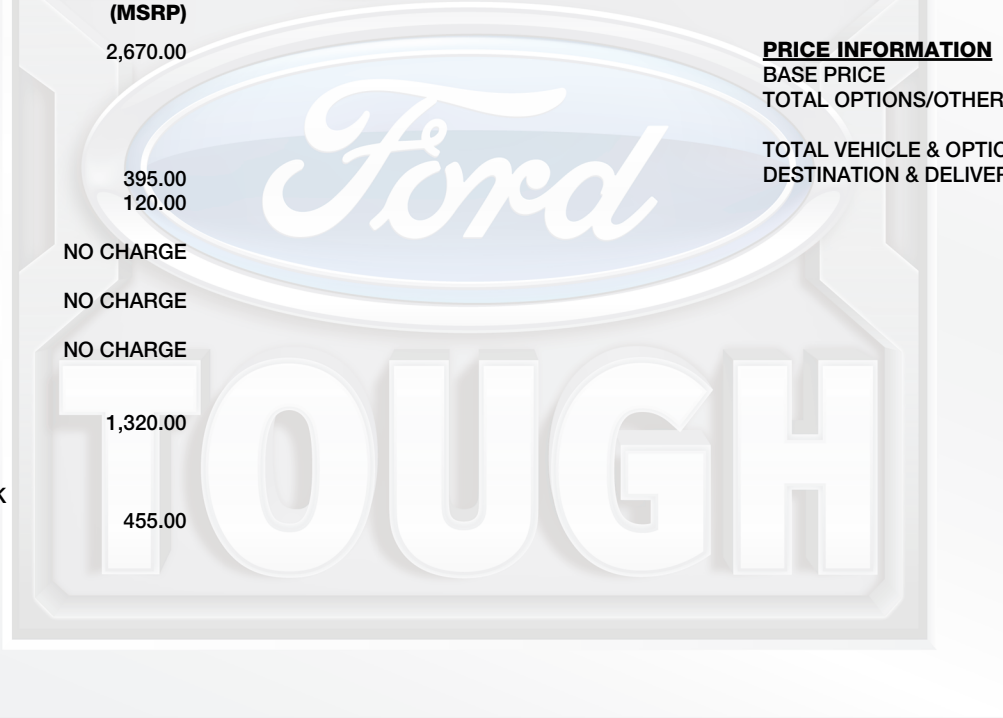 (MSRP)
2,670.00
395.00
120.00
NO CHARGE
NO CHARGE
NO CHARGE
1,320.00
K
455.00
PRICE INFORMATION
BASE PRICE
TOTAL OPTIONS/OTHER
TOTAL VEHICLE & OPTIO
DESTINATION & DELIVER
Ford
TOUGH